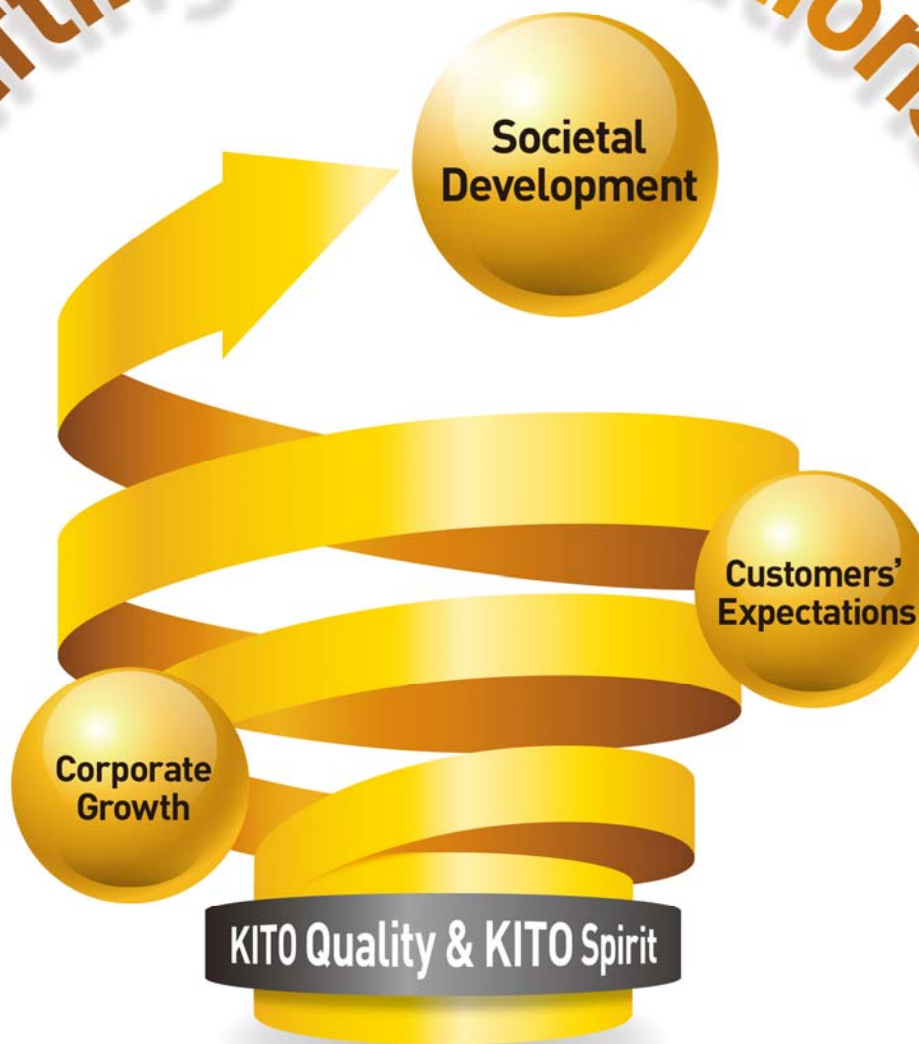 Societal
Development
Customers'
Expectations
Corporate
Growth
KITO Quality & KITO Spirit